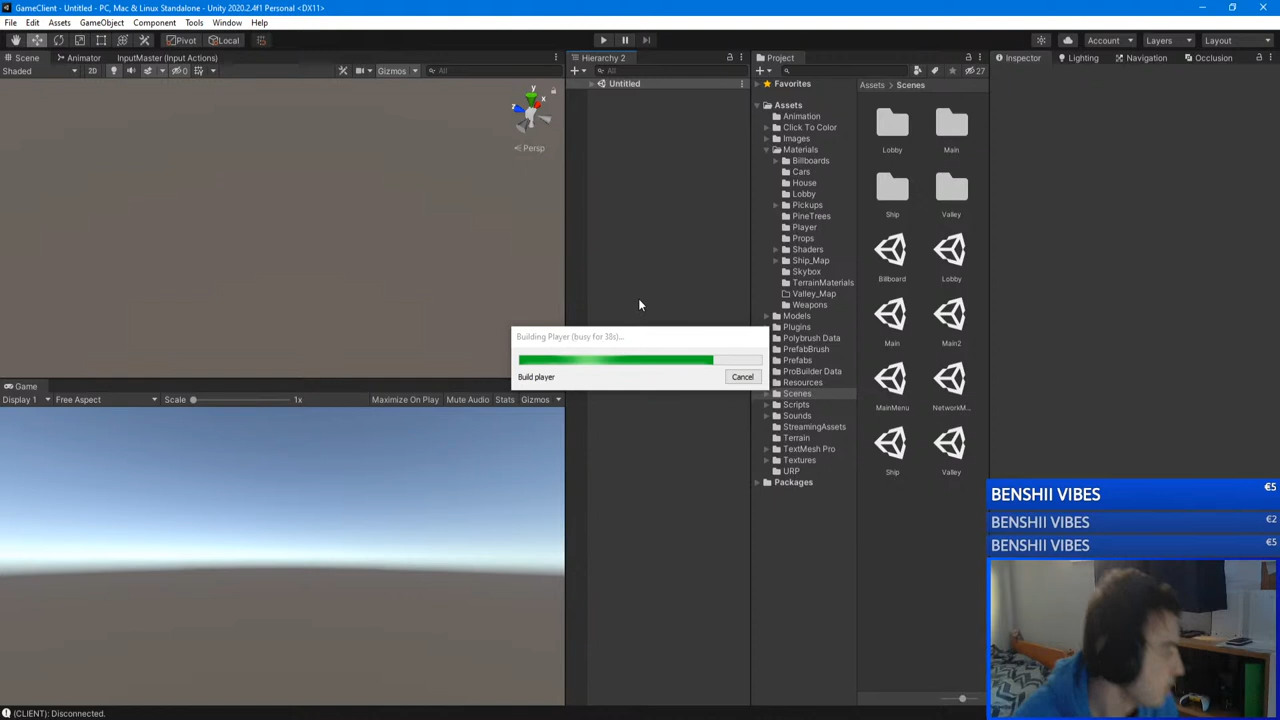 GameClient - Untitled - PC, Mac & Linux Standalone - Unity 2020.2.4f1 Personal <DX11>
File Edit Assets GameObject Component Tools Window Help
Pivot Local Account Layers Layout
Scene Animator InputMaster (Input Actions)
Shaded 2D 0 Gizmos All
Persp
Hierarchy 2
All
Untitled
Project
27
Favorites
Assets
Animation
Click To Color
Images
Materials
Billboards
Cars
House
Lobby
Pickups
PineTrees
Player
Props
Shaders
Ship_Map
Skybox
TerrainMaterials
Valley_Map
Weapons
Models
Plugins
Polybrush Data
PrefabBrush
Prefabs
ProBuilder Data
Resources
Scenes
Scripts
Sounds
StreamingAssets
Terrain
TextMesh Pro
Textures
URP
Packages
Assets Scenes
Lobby Main
Ship Valley
Billboard Lobby
Main Main2
MainMenu NetworkM...
Ship Valley
Inspector Lighting Navigation Occlusion
Building Player (busy for 38s)...
Build player Cancel
Game
Display 1 Free Aspect Scale 1x Maximize On Play Mute Audio Stats Gizmos
BENSHII VIBES €5
BENSHII VIBES €2
BENSHII VIBES €5
(CLIENT): Disconnected.